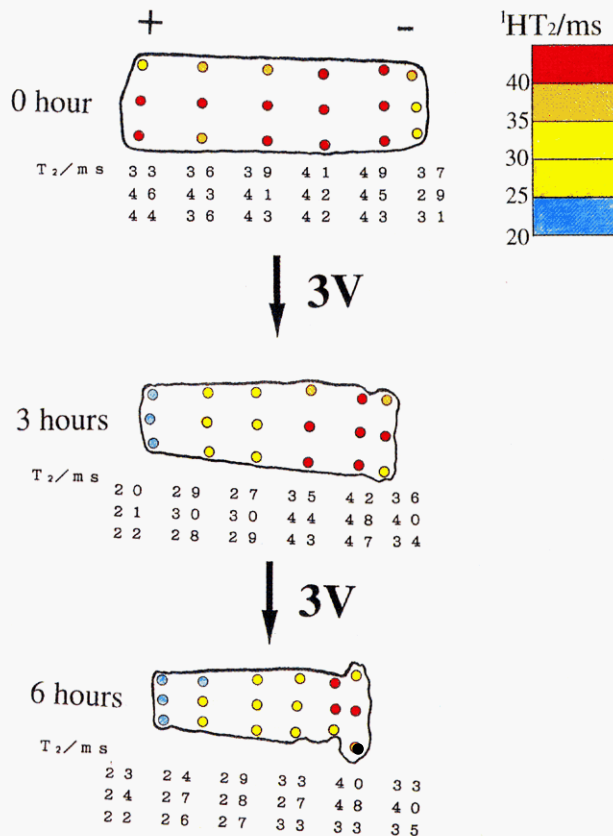 + -
¹HT₂/ms
0 hour
40
35
30
25
20
T₂/ms 33 36 39 41 49 37
46 43 41 42 45 29
44 36 43 42 43 31
3V
3 hours
T₂/ms
20 29 27 35 42 36
21 30 30 44 48 40
22 28 29 43 47 34
3V
6 hours
T₂/ms
23 24 29 33 40 33
24 27 28 27 48 40
22 26 27 33 33 35